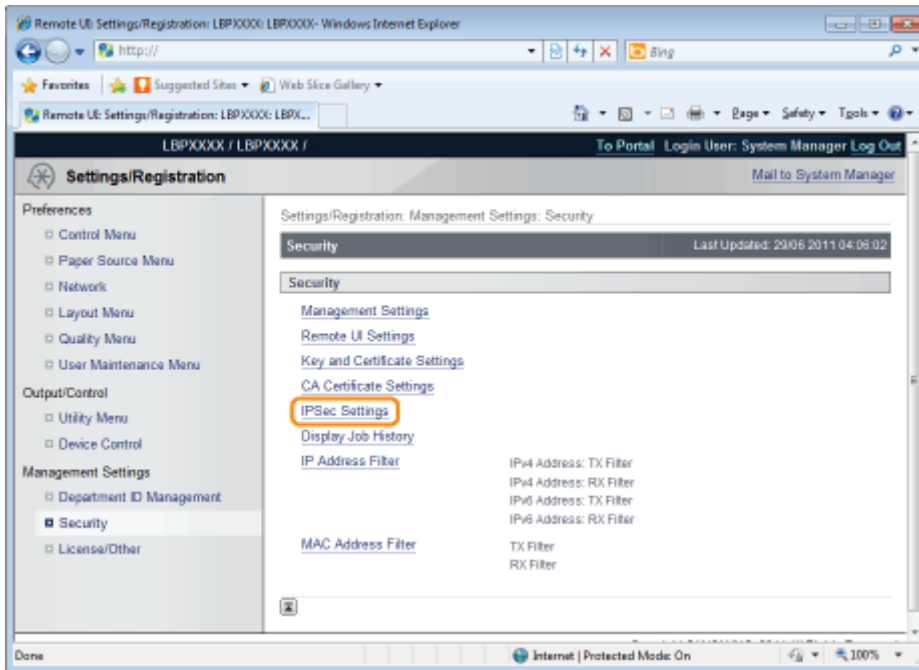 Remote UI: Settings/Registration: LBPXXXX: LBPXXXX- Windows Internet Explorer
http://
Bing
Favorites Suggested Sites Web Slice Gallery
Remote UI: Settings/Registration: LBPXXXX: LBPX...
Page Safety Tools
LBPXXXX / LBPXXXX /
To Portal Login User: System Manager Log Out
Settings/Registration
Mail to System Manager
Preferences
Control Menu
Paper Source Menu
Network
Layout Menu
Quality Menu
User Maintenance Menu
Output/Control
Utility Menu
Device Control
Management Settings
Department ID Management
Security
License/Other
Settings/Registration: Management Settings: Security
Security
Last Updated: 29/06 2011 04:06:02
Security
Management Settings
Remote UI Settings
Key and Certificate Settings
CA Certificate Settings
IPSec Settings
Display Job History
IP Address Filter
IPv4 Address: TX Filter
IPv4 Address: RX Filter
IPv6 Address: TX Filter
IPv6 Address: RX Filter
MAC Address Filter
TX Filter
RX Filter
Done
Internet | Protected Mode: On
100%